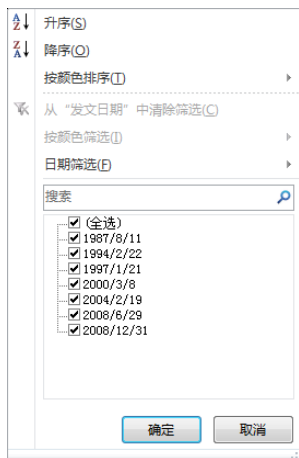 升序(S)
降序(O)
按颜色排序(T)
从“发文日期”中清除筛选(C)
按颜色筛选(I)
日期筛选(F)
搜索
(全选)
1987/8/11
1994/2/22
1997/1/21
2000/3/8
2004/2/19
2008/6/29
2008/12/31
确定 取消